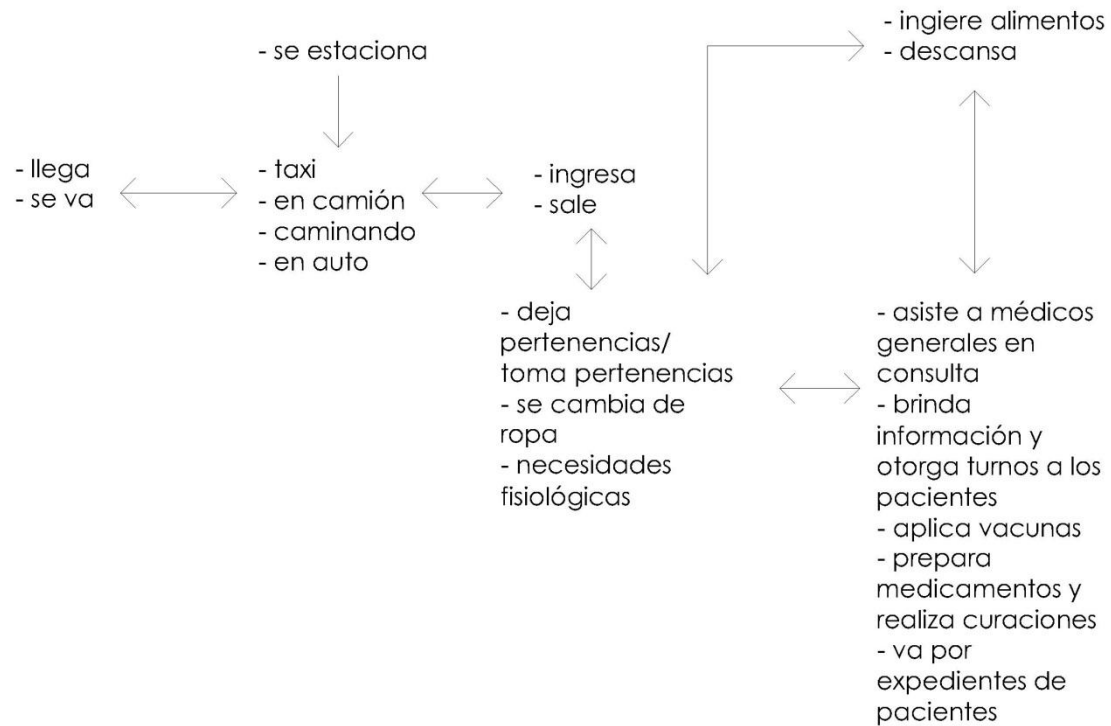 - se estaciona
- llega
- se va
- taxi
- en camión
- caminando
- en auto
- ingresa
- sale
- deja
pertenencias/
toma pertenencias
- se cambia de
ropa
- necesidades
fisiológicas
- ingiere alimentos
- descansa
- asiste a médicos
generales en
consulta
- brinda
información y
otorga turnos a los
pacientes
- aplica vacunas
- prepara
medicamentos y
realiza curaciones
- va por
expedientes de
pacientes